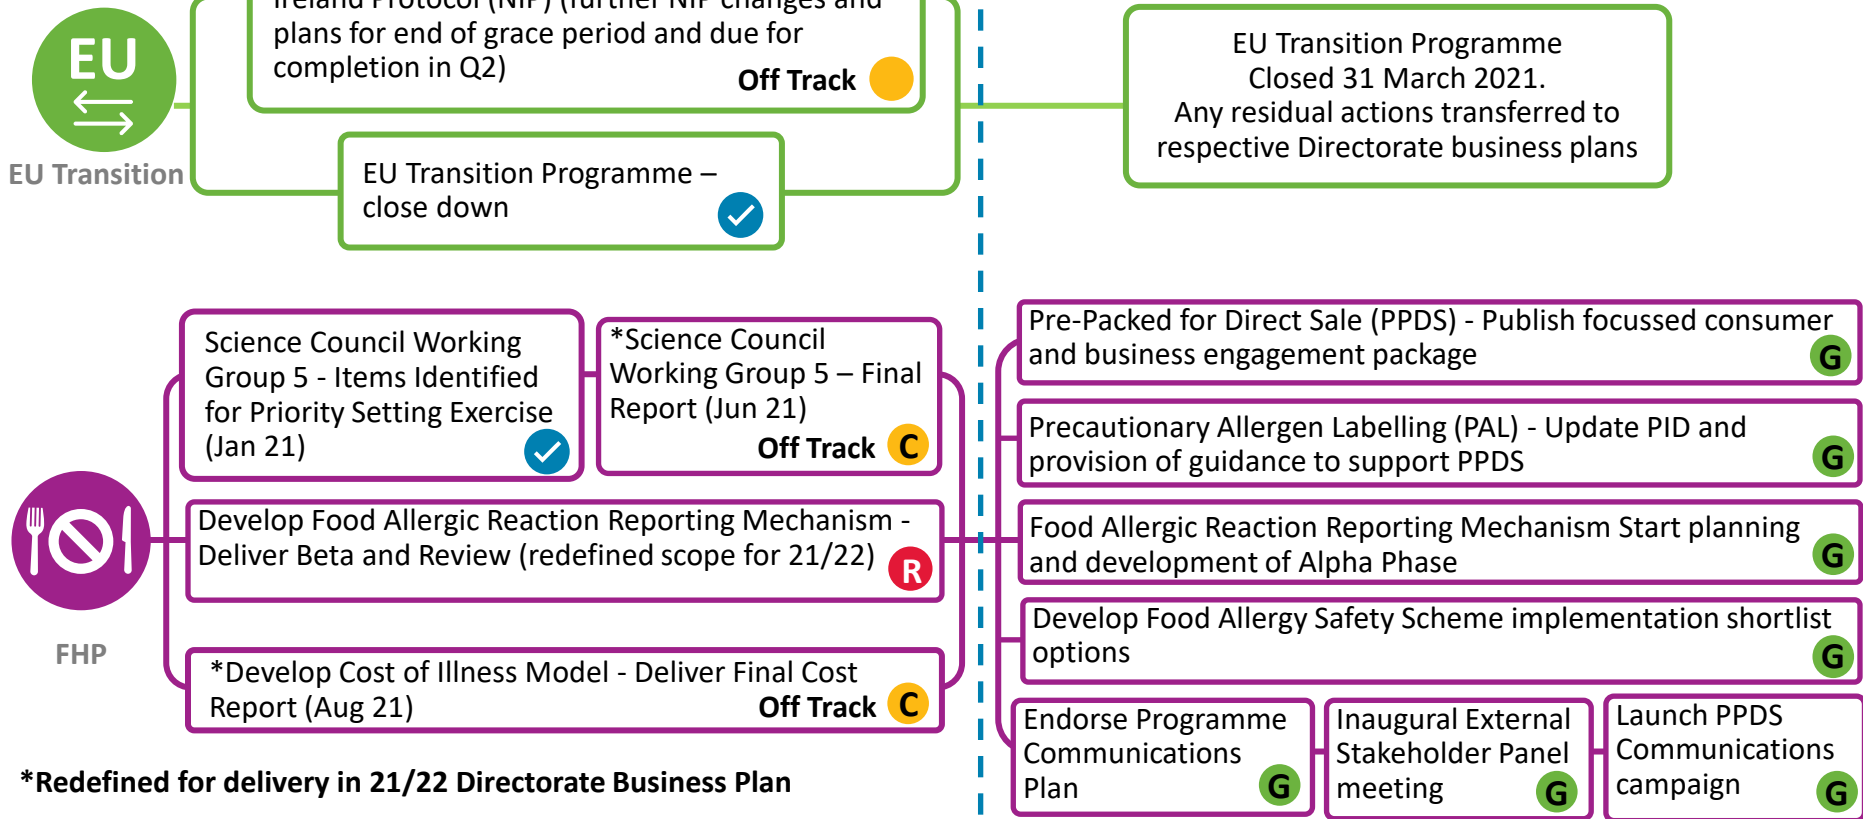 Ireland Protocol (NIP) (further NIP changes and
plans for end of grace period and due for
completion in Q2)
Off Track
EU
EU Transition
EU Transition Programme –
close down
EU Transition Programme
Closed 31 March 2021.
Any residual actions transferred to
respective Directorate business plans
FHP
Science Council Working
Group 5 - Items Identified
for Priority Setting Exercise
(Jan 21)
*Science Council
Working Group 5 – Final
Report (Jun 21)
Off Track C
Develop Food Allergic Reaction Reporting Mechanism -
Deliver Beta and Review (redefined scope for 21/22)
R
*Develop Cost of Illness Model - Deliver Final Cost
Report (Aug 21)
Off Track C
*Redefined for delivery in 21/22 Directorate Business Plan
Pre-Packed for Direct Sale (PPDS) - Publish focussed consumer
and business engagement package
G
Precautionary Allergen Labelling (PAL) - Update PID and
provision of guidance to support PPDS
G
Food Allergic Reaction Reporting Mechanism Start planning
and development of Alpha Phase
G
Develop Food Allergy Safety Scheme implementation shortlist
options
G
Endorse Programme
Communications
Plan
G
Inaugural External
Stakeholder Panel
meeting
G
Launch PPDS
Communications
campaign
G